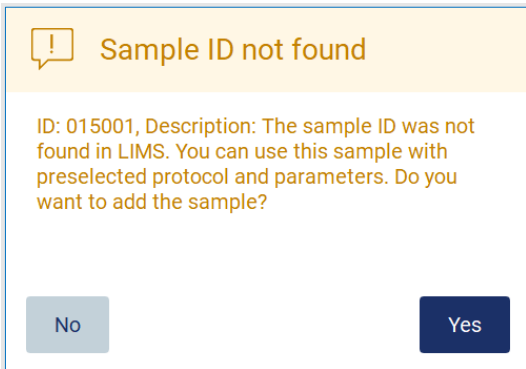 Sample ID not found
ID: 015001, Description: The sample ID was not
found in LIMS. You can use this sample with
preselected protocol and parameters. Do you
want to add the sample?
No
Yes